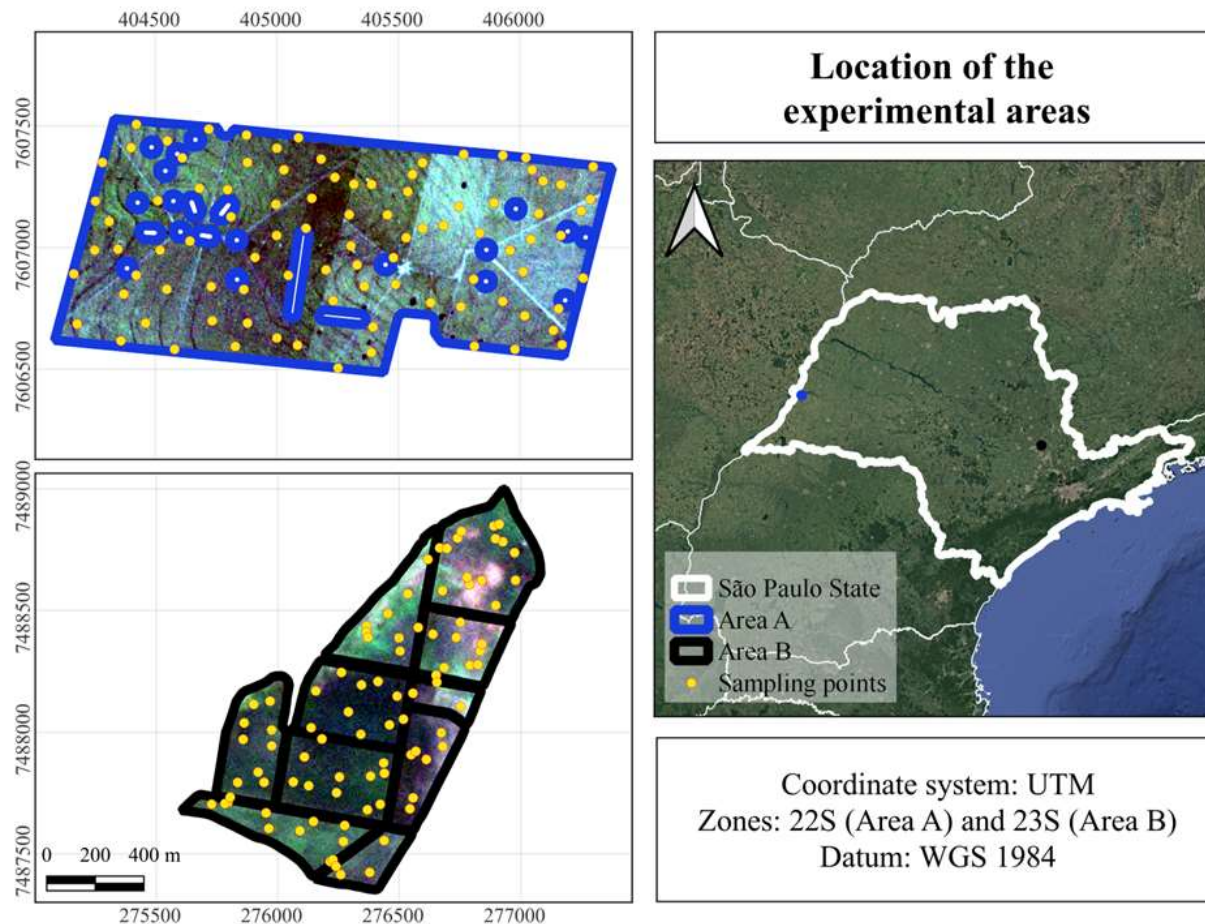 404500 405000 405500 406000
7607500
7607000
7606500
7489000
7488500
7488000
7487500
0 200 400 m
275500 276000 276500 277000
Location of the
experimental areas
São Paulo State
Area A
Area B
Sampling points
Coordinate system: UTM
Zones: 22S (Area A) and 23S (Area B)
Datum: WGS 1984